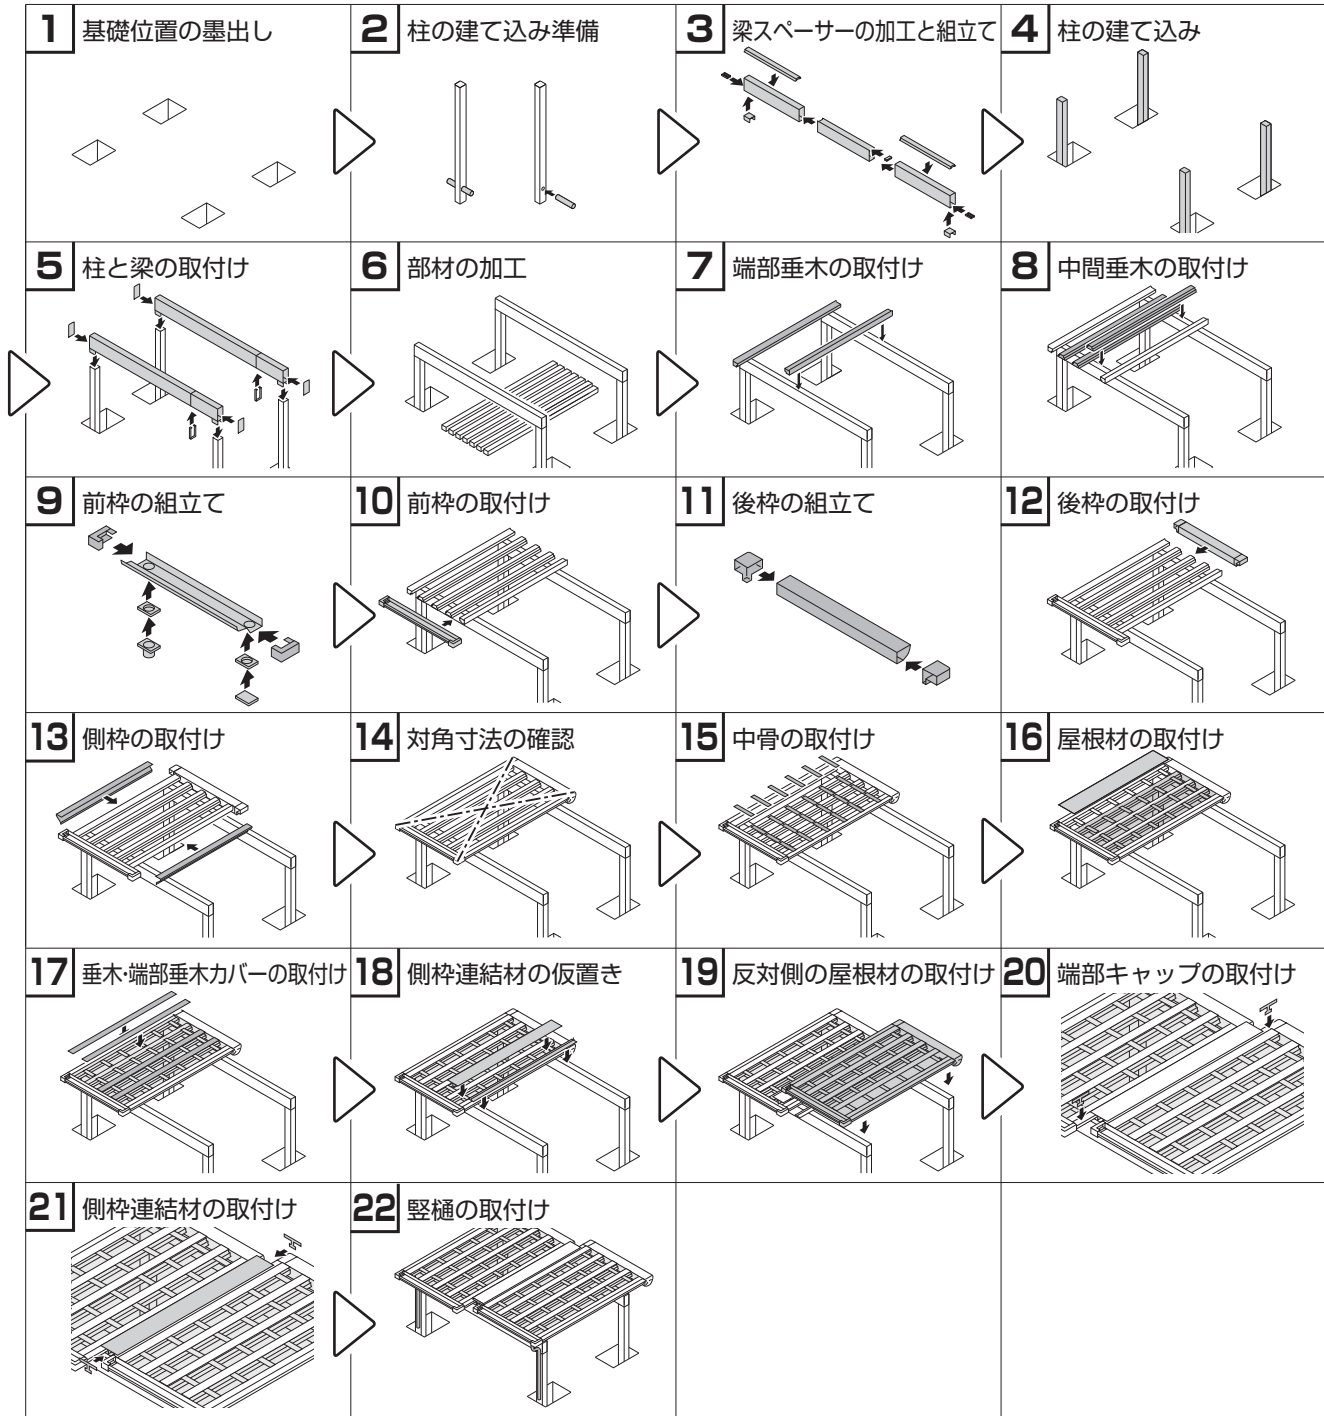 1 基礎位置の墨出し
2 柱の建て込み準備
3 梁スペーサーの加工と組立て
4 柱の建て込み
5 柱と梁の取付け
6 部材の加工
7 端部垂木の取付け
8 中間垂木の取付け
9 前枠の組立て
10 前枠の取付け
11 後枠の組立て
12 後枠の取付け
13 側枠の取付け
14 対角寸法の確認
15 中骨の取付け
16 屋根材の取付け
17 垂木・端部垂木カバーの取付け
18 側枠連結材の仮置き
19 反対側の屋根材の取付け
20 端部キャップの取付け
21 側枠連結材の取付け
22 竪樋の取付け